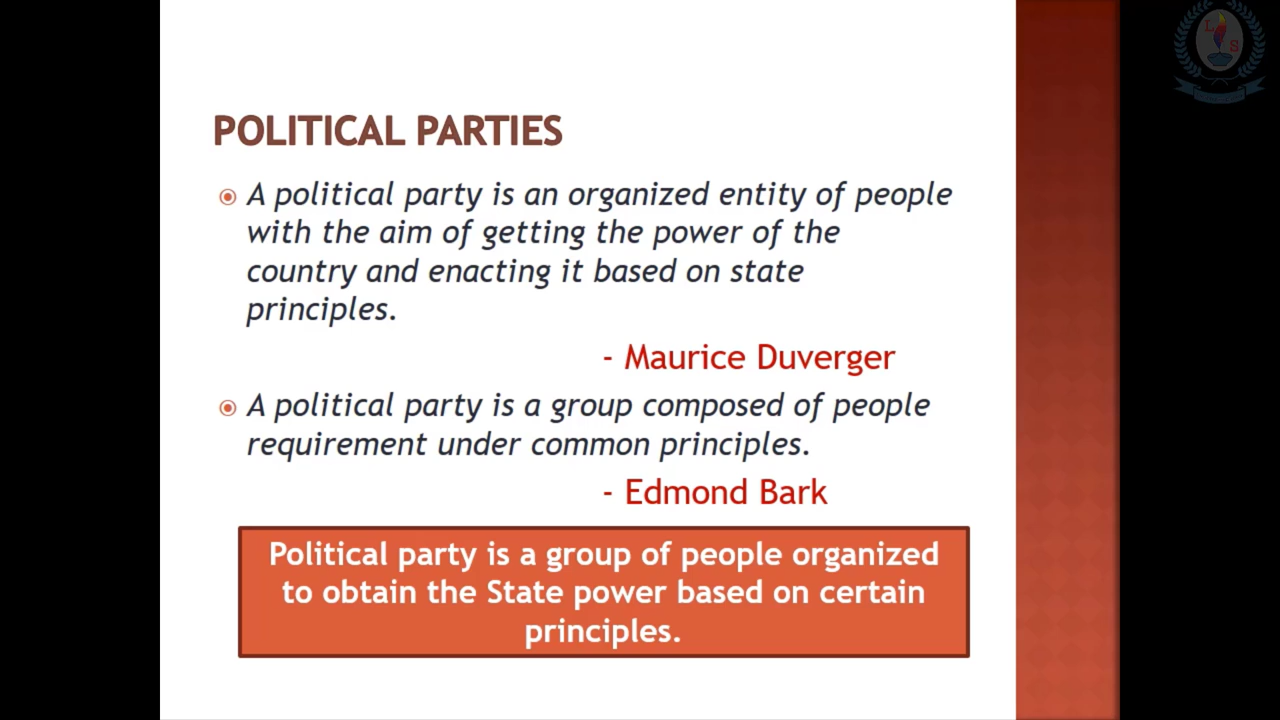 L
S
POLITICAL PARTIES
A political party is an organized entity of people
with the aim of getting the power of the
country and enacting it based on state
principles.
- Maurice Duverger
A political party is a group composed of people
requirement under common principles.
- Edmond Bark
Political party is a group of people organized
to obtain the State power based on certain
principles.